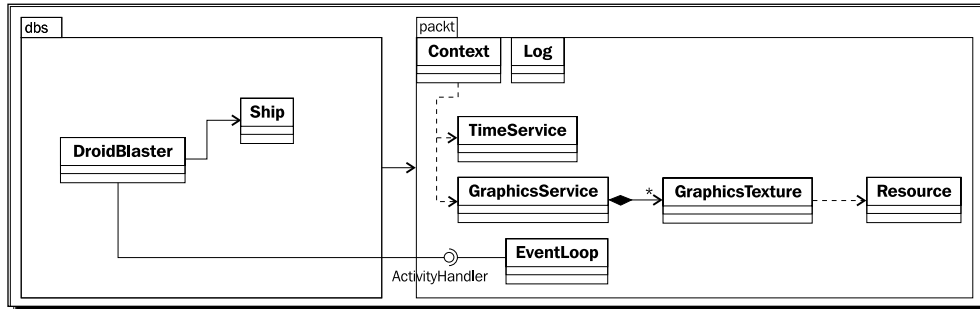 dbs
packt
Context
Log
Ship
TimeService
DroidBlaster
GraphicsService
*
GraphicsTexture
Resource
EventLoop
ActivityHandler